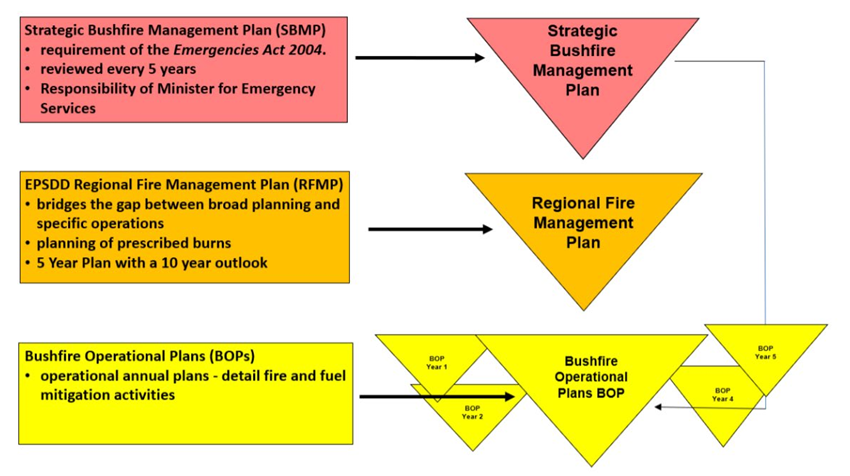 Strategic Bushfire Management Plan (SBMP)
• requirement of the Emergencies Act 2004.
• reviewed every 5 years
• Responsibility of Minister for Emergency
Services
Strategic
Bushfire
Management
Plan
EPSDD Regional Fire Management Plan (RFMP)
• bridges the gap between broad planning and
specific operations
• planning of prescribed burns
• 5 Year Plan with a 10 year outlook
Regional Fire
Management
Plan
Bushfire Operational Plans (BOPs)
• operational annual plans - detail fire and fuel
mitigation activities
BOP
Year 1
BOP
Year 2
Bushfire
Operational
Plans BOP
BOP
Year 4
BOP
Year 5